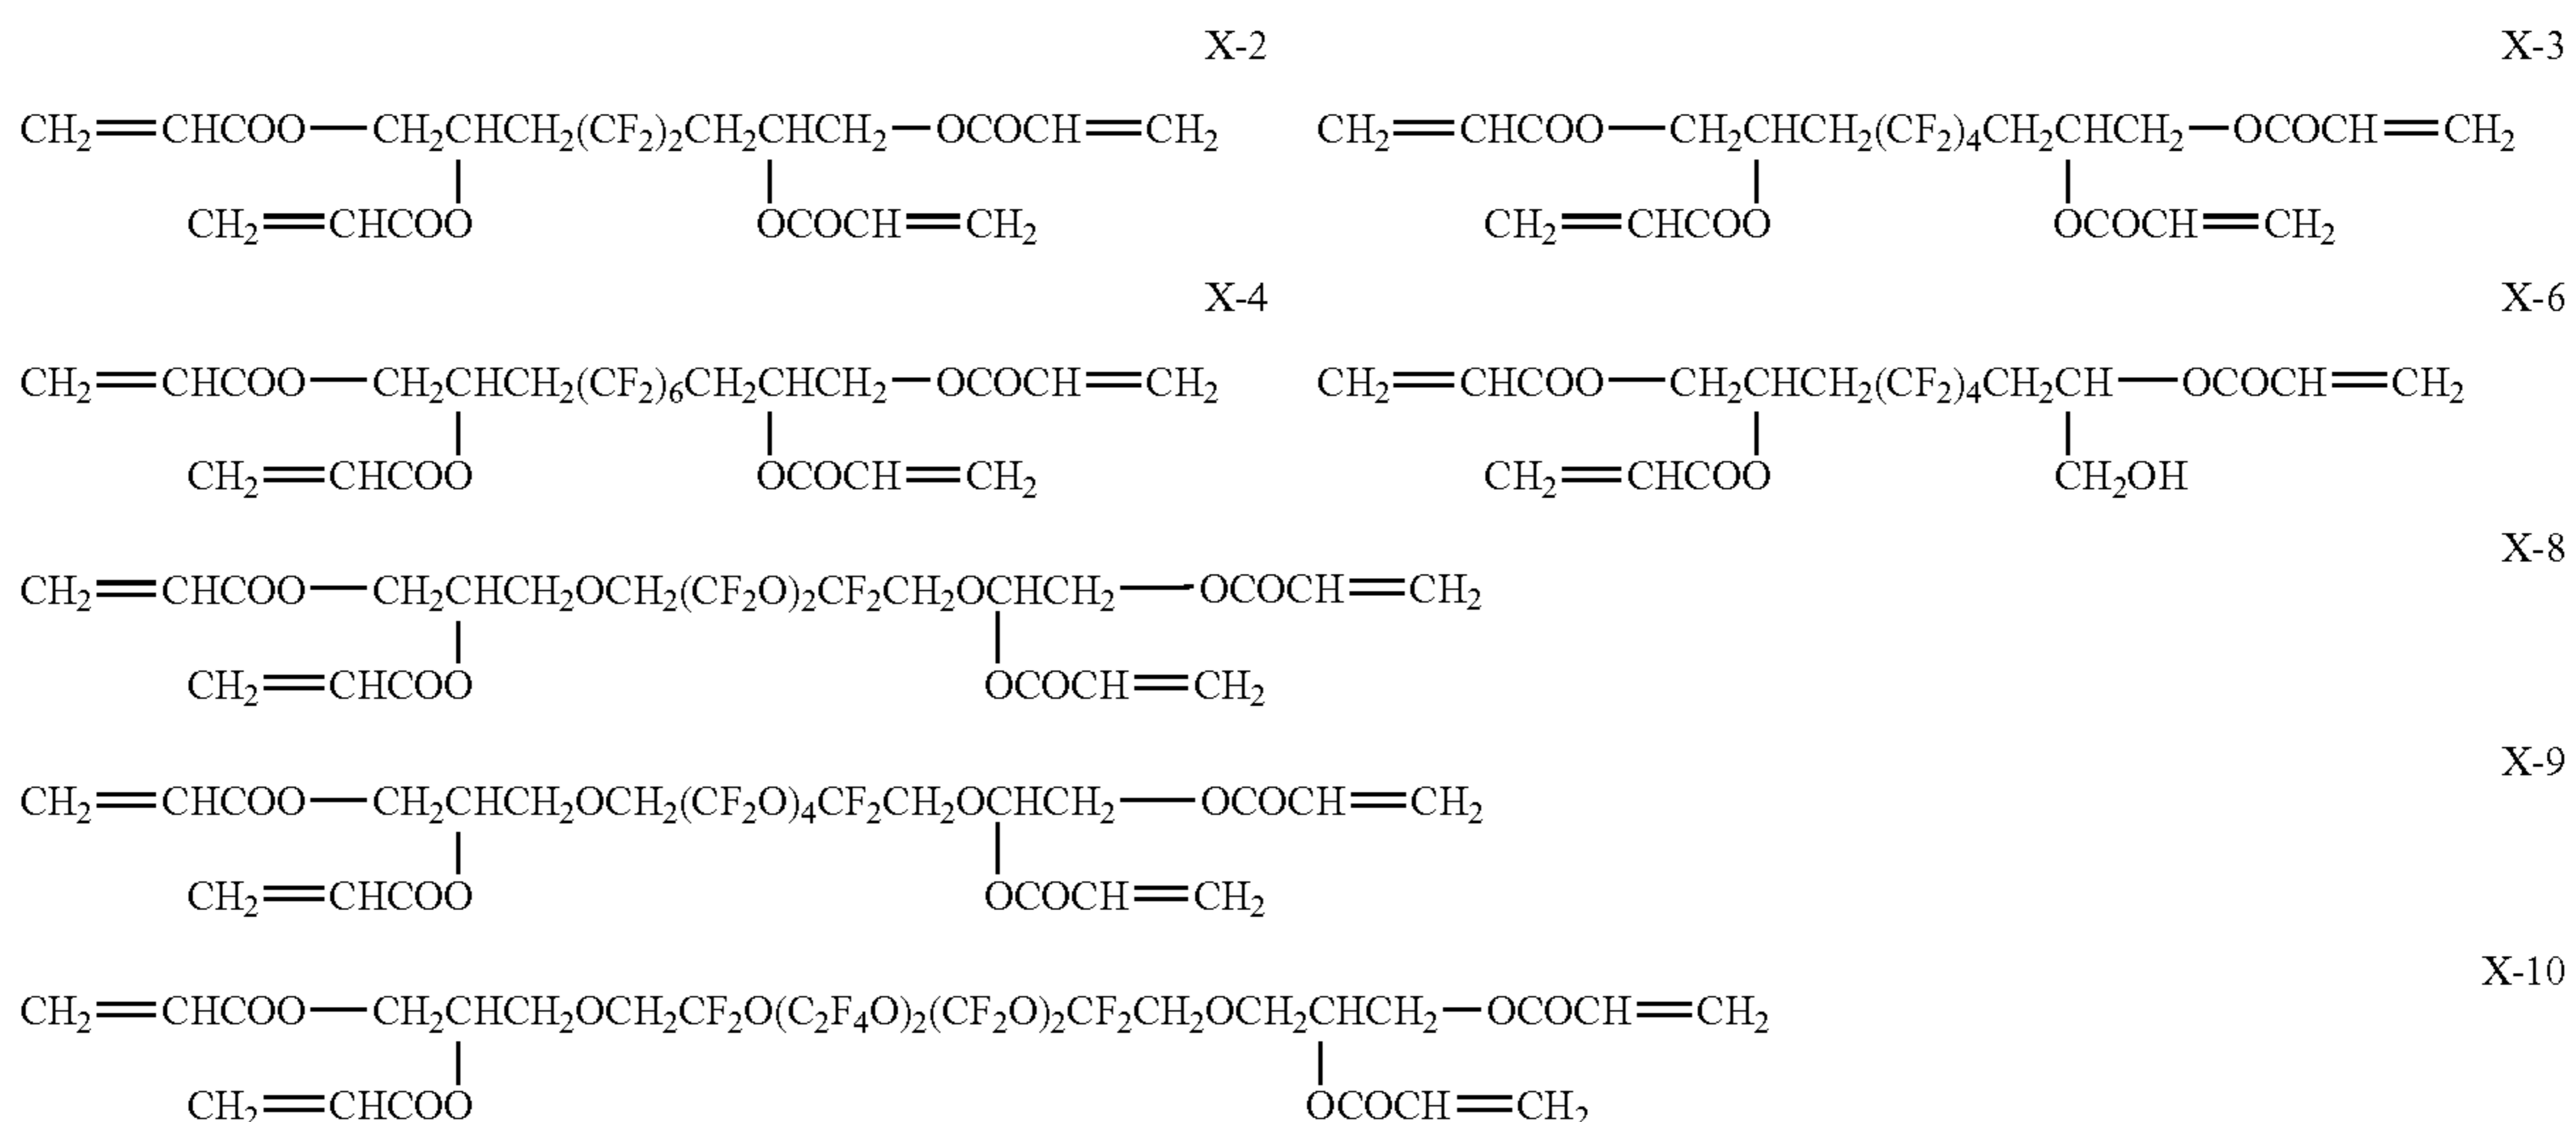 X-2 X-3
CH₂=CHCOO—CH₂CHCH₂(CF₂)₂CH₂CHCH₂—OCOCH=CH₂ CH₂=CHCOO—CH₂CHCH₂(CF₂)₄CH₂CHCH₂—OCOCH=CH₂
CH₂=CHCOO OCOCH=CH₂ CH₂=CHCOO OCOCH=CH₂
X-4 X-6
CH₂=CHCOO—CH₂CHCH₂(CF₂)₆CH₂CHCH₂—OCOCH=CH₂ CH₂=CHCOO—CH₂CHCH₂(CF₂)₄CH₂CH—OCOCH=CH₂
CH₂=CHCOO OCOCH=CH₂ CH₂=CHCOO CH₂OH
X-8
CH₂=CHCOO—CH₂CHCH₂OCH₂(CF₂O)₂CF₂CH₂OCHCH₂—OCOCH=CH₂
CH₂=CHCOO OCOCH=CH₂
X-9
CH₂=CHCOO—CH₂CHCH₂OCH₂(CF₂O)₄CF₂CH₂OCHCH₂—OCOCH=CH₂
CH₂=CHCOO OCOCH=CH₂
X-10
CH₂=CHCOO—CH₂CHCH₂OCH₂CF₂O(C₂F₄O)₂(CF₂O)₂CF₂CH₂OCH₂CHCH₂—OCOCH=CH₂
CH₂=CHCOO OCOCH=CH₂